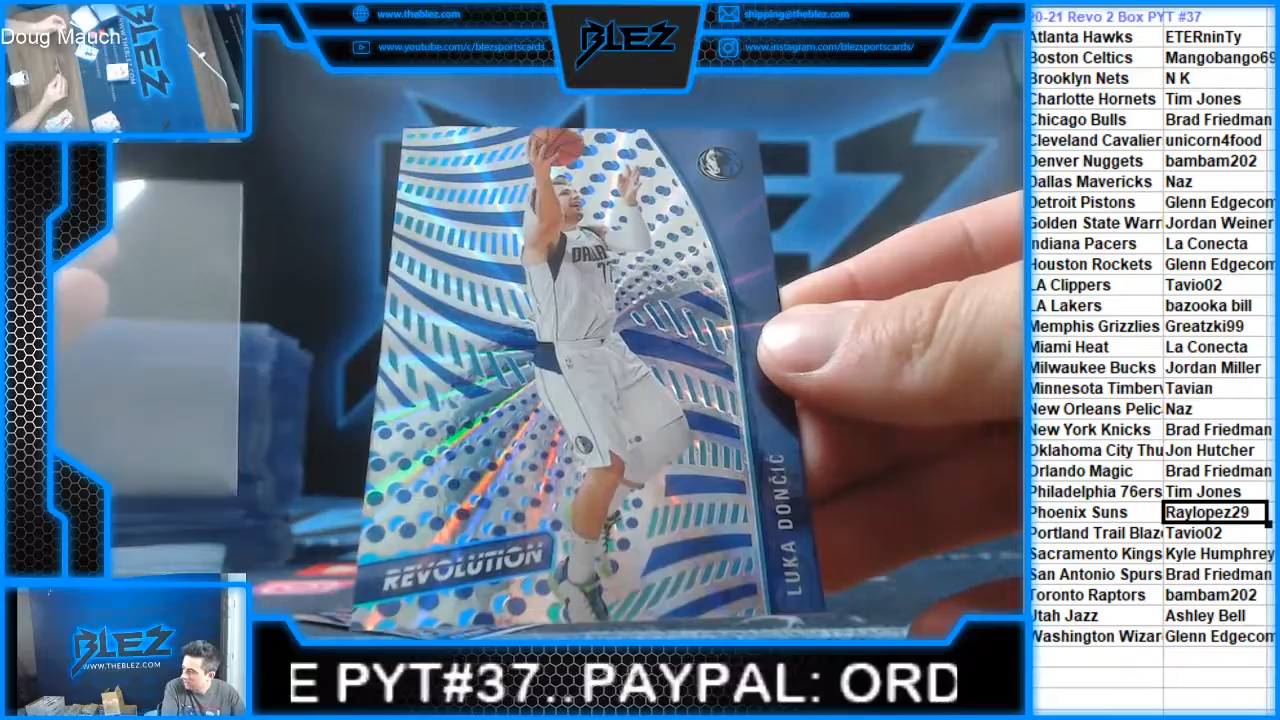 Doug Mauch
www.theblez.com
shipping@theblez.com
www.youtube.com/c/blezsportscards
www.instagram.com/blezsportscards/
BLEZ
DALLAS
77
LUKA DONČIĆ
REVOLUTION
BLEZ
WWW.THEBLEZ.COM
E PYT#37..PAYPAL: ORD
20-21 Revo 2 Box PYT #37
Atlanta Hawks ETERninTy
Boston Celtics Mangobango69
Brooklyn Nets N K
Charlotte Hornets Tim Jones
Chicago Bulls Brad Friedman
Cleveland Cavalier unicorn4food
Denver Nuggets bambam202
Dallas Mavericks Naz
Detroit Pistons Glenn Edgecom
Golden State Warr Jordan Weiner
Indiana Pacers La Conecta
Houston Rockets Glenn Edgecom
LA Clippers Tavio02
LA Lakers bazooka bill
Memphis Grizzlies Greatzki99
Miami Heat La Conecta
Milwaukee Bucks Jordan Miller
Minnesota Timberv Tavian
New Orleans Pelic Naz
New York Knicks Brad Friedman
Oklahoma City Thu Jon Hutcher
Orlando Magic Brad Friedman
Philadelphia 76ers Tim Jones
Phoenix Suns Raylopez29
Portland Trail Blaz Tavio02
Sacramento Kings Kyle Humphrey
San Antonio Spurs Brad Friedman
Toronto Raptors bambam202
Utah Jazz Ashley Bell
Washington Wizar Glenn Edgecom